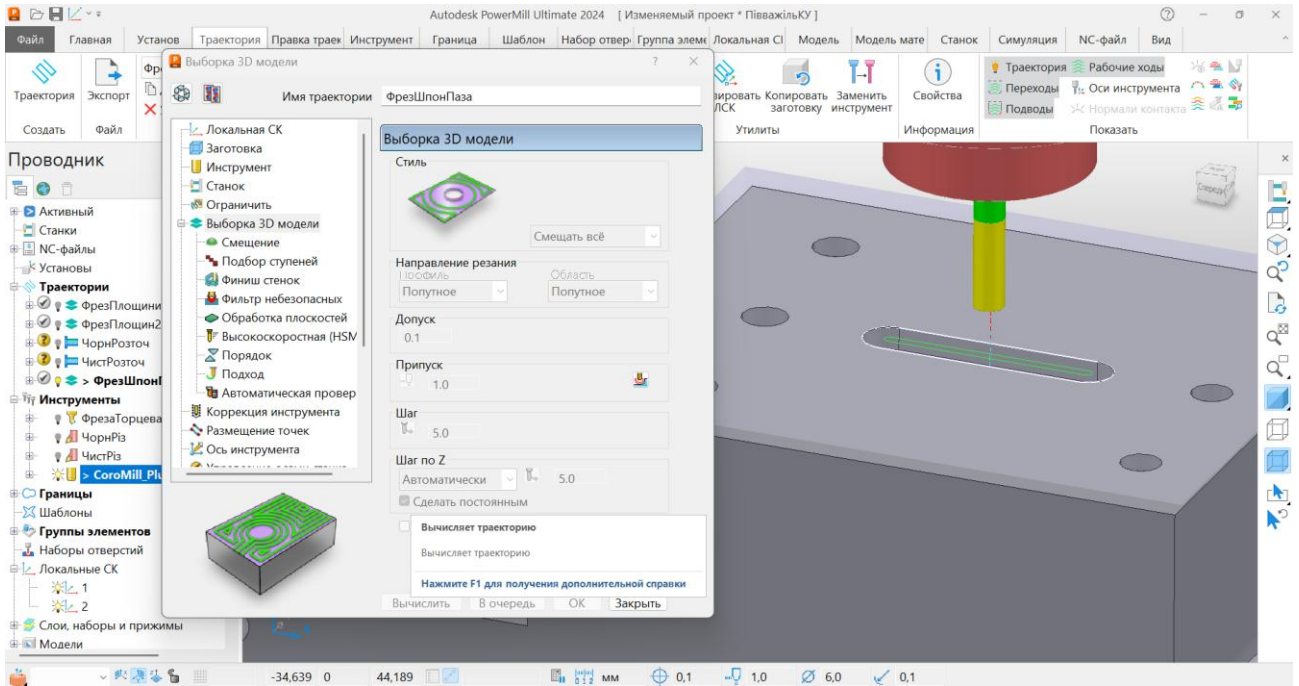 Autodesk PowerMill Ultimate 2024 [ Изменяемый проект * ПівважільКУ ]
Файл Главная Установ Траектория Правка траек Инструмент Граница Шаблон Набор отвер Группа элеме Локальная СІ Модель Модель мате Станок Симуляция NC-файл Вид
Траектория
Экспорт
Создать
Файл
ировать Копировать Заменить
ЛСК заготовку инструмент
Утилиты
Свойства
Информация
Траектория Рабочие ходы
Переходы Оси инструмента
Подводы Нормали контакта
Показать
Проводник
Активный
Станки
NC-файлы
Установы
Траектории
ФрезПлощини
ФрезПлощин2
ЧорнРозточ
ЧистРозточ
> ФрезШпонГ
Инструменты
ФрезаТорцева
ЧорнРіз
ЧистРіз
> CoroMill_Plu
Границы
Шаблоны
Группы элементов
Наборы отверстий
Локальные СК
1
2
Слои, наборы и прижимы
Модели
Выборка 3D модели
Имя траектории ФрезШпонПаза
Локальная СК
Заготовка
Инструмент
Станок
Ограничить
Выборка 3D модели
Смещение
Подбор ступеней
Финиш стенок
Фильтр небезопасных
Обработка плоскостей
Высокоскоростная (HSM
Порядок
Подход
Автоматическая провер
Коррекция инструмента
Размещение точек
Ось инструмента
Выборка 3D модели
Стиль
Смещать всё
Направление резания
Профиль Область
Попутное Попутное
Допуск
0.1
Припуск
1.0
Шаг
5.0
Шаг по Z
Автоматически 5.0
Сделать постоянным
Вычисляет траекторию
Вычисляет траекторию
Нажмите F1 для получения дополнительной справки
Вычислить В очередь ОК Закрыть
Спереди
-34,639 0 44,189 мм 0,1 1,0 6,0 0,1